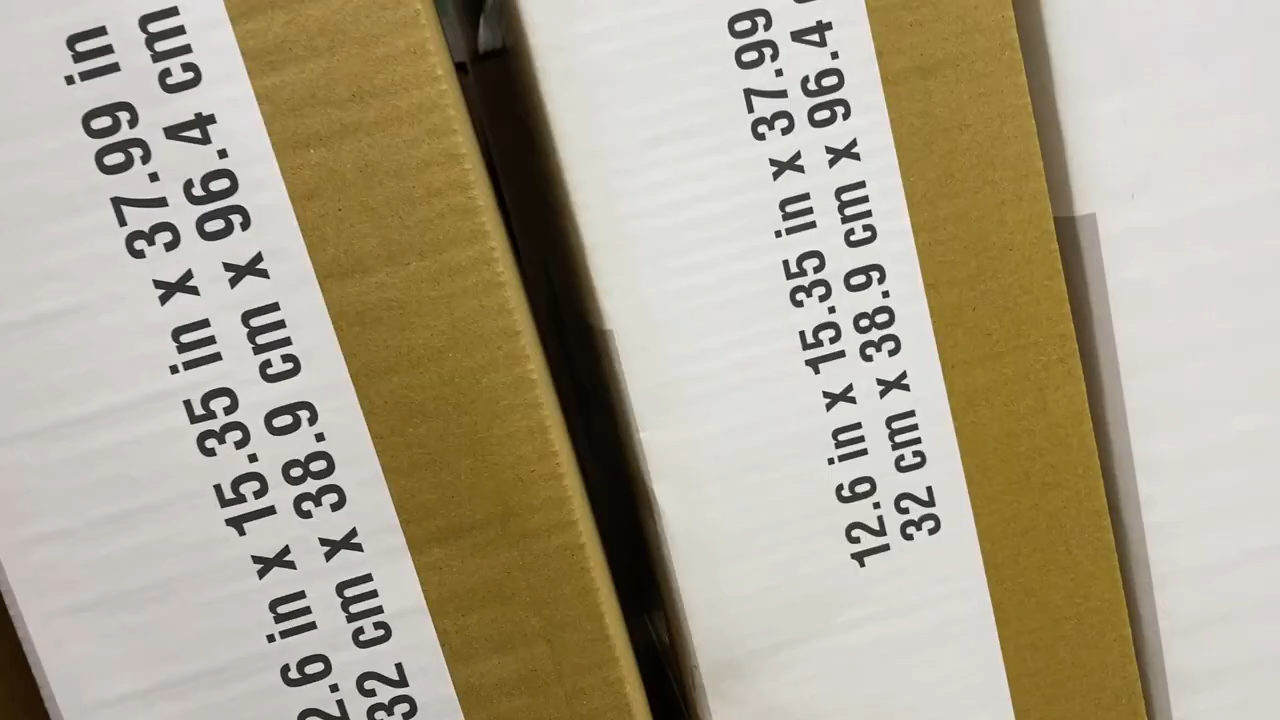 2.6 in x 15.35 in x 37.99 in
32 cm x 38.9 cm x 96.4 cm
12.6 in x 15.35 in x 37.99
32 cm x 38.9 cm x 96.4